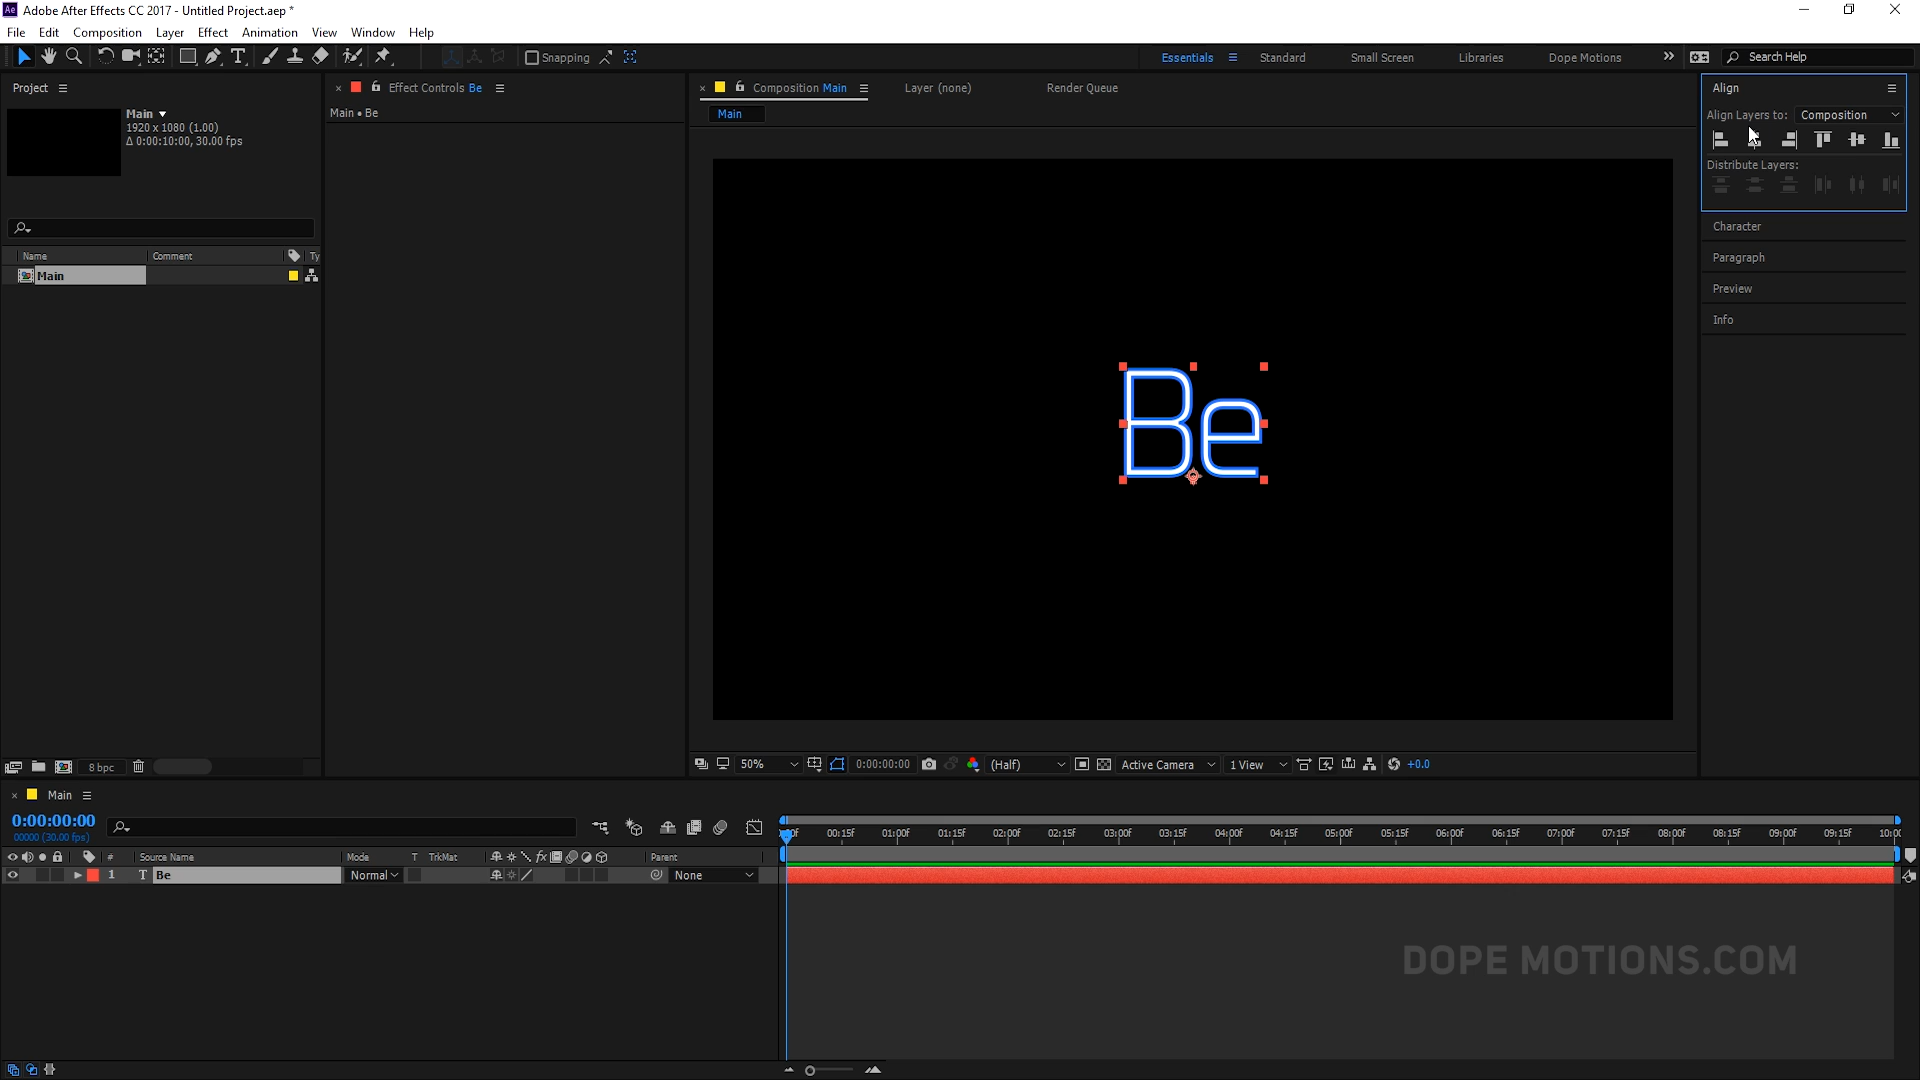 Ae Adobe After Effects CC 2017 - Untitled Project.aep *
File Edit Composition Layer Effect Animation View Window Help
Snapping Essentials Standard Small Screen Libraries Dope Motions Search Help
Project Effect Controls Be Composition Main Layer (none) Render Queue Align
Main
1920 x 1080 (1.00)
Δ 0:00:10:00, 30.00 fps
Main • Be
Main
Align Layers to: Composition
Distribute Layers:
Character
Paragraph
Preview
Info
Name Comment Ty
Main
Be
8 bpc
50% 0:00:00:00 (Half) Active Camera 1 View +0.0
Main
0:00:00:00
00000 (30.00 fps)
00:15f 01:00f 01:15f 02:00f 02:15f 03:00f 03:15f 04:00f 04:15f 05:00f 05:15f 06:00f 06:15f 07:00f 07:15f 08:00f 08:15f 09:00f 09:15f
# Source Name Mode T TrkMat fx Parent
1 T Be Normal None
DOPE MOTIONS.COM